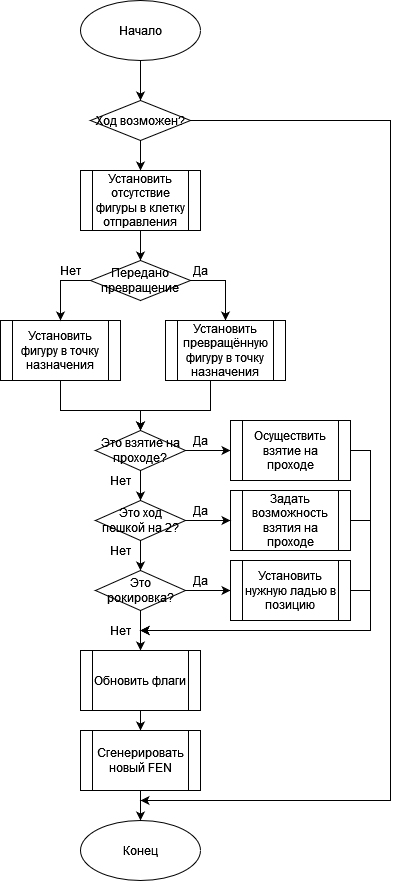 Начало
Ход возможен?
Установить
отсутствие
фигуры в клетку
отправления
Нет
Передано
превращение
Да
Установить
фигуру в точку
назначения
Установить
превращённую
фигуру в точку
назначения
Это взятие на
проходе?
Да
Осуществить
взятие на
проходе
Нет
Это ход
пешкой на 2?
Да
Задать
возможность
взятия на
проходе
Нет
Это
рокировка?
Да
Установить
нужную ладью в
позицию
Нет
Обновить флаги
Сгенерировать
новый FEN
Конец